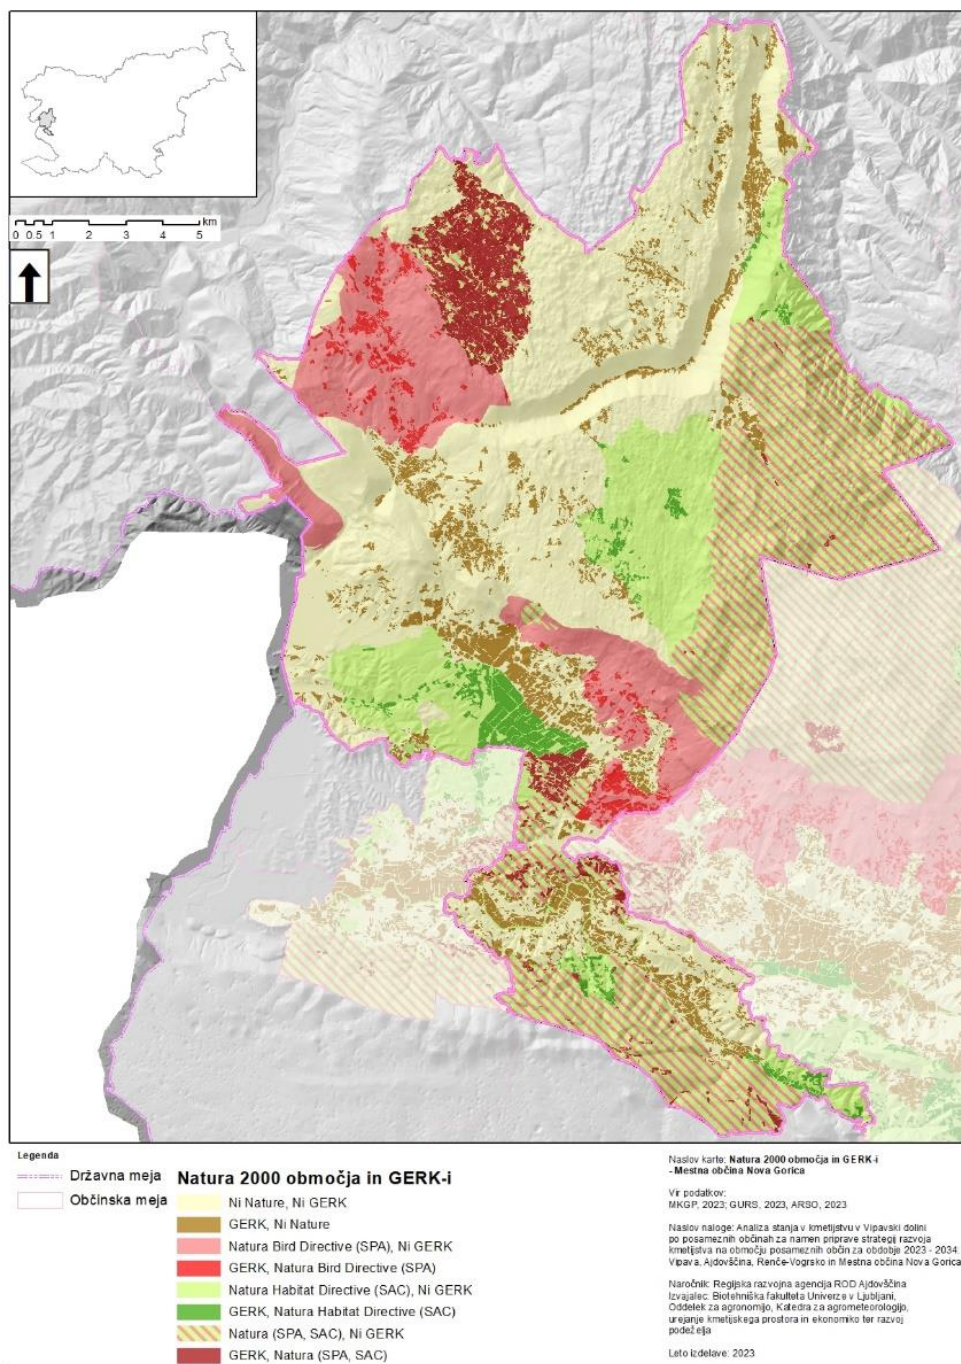 km
0 0.5 1 2 3 4 5
Legenda
Državna meja
Občinska meja
Natura 2000 območja in GERK-i
Ni Nature, Ni GERK
GERK, Ni Nature
Natura Bird Directive (SPA), Ni GERK
GERK, Natura Bird Directive (SPA)
Natura Habitat Directive (SAC), Ni GERK
GERK, Natura Habitat Directive (SAC)
Natura (SPA, SAC), Ni GERK
GERK, Natura (SPA, SAC)
Naslov karte: Natura 2000 območja in GERK-i
- Mestna občina Nova Gorica
Vir podatkov:
MKGP, 2023; GURS, 2023, ARSO, 2023
Naslov naloge: Analiza stanja v kmetijstvu v Vipavski dolini
po posameznih občinah za namen priprave strategij razvoja
kmetijstva na območju posameznih občin za obdobje 2023 - 2034:
Vipava, Ajdovščina, Renče-Vogrsko in Mestna občina Nova Gorica
Naročnik: Regijska razvojna agencija ROD Ajdovščina
Izvajalec: Biotehniška fakulteta Univerze v Ljubljani,
Oddelek za agronomijo, Katedra za agrometeorologijo,
urejanje kmetijskega prostora in ekonomiko ter razvoj
podeželja
Leto izdelave: 2023